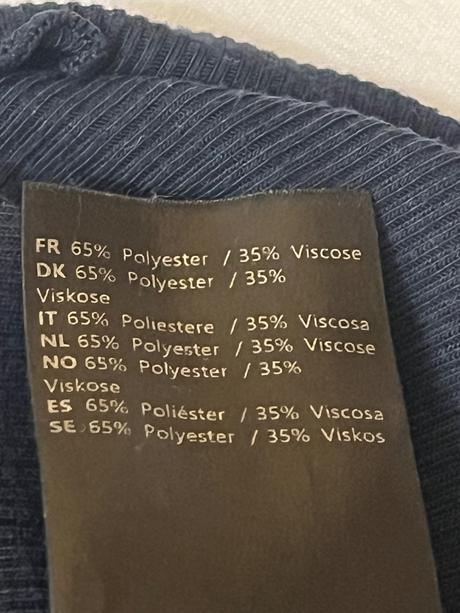 FR 65% Polyester / 35% Viscose
DK 65% Polyester / 35%
Viskose
IT 65% Poliestere / 35% Viscosa
NL 65% Polyester / 35% Viscose
NO 65% Polyester / 35%
Viskose
ES 65% Poliéster / 35% Viscosa
SE 65% Polyester / 35% Viskos